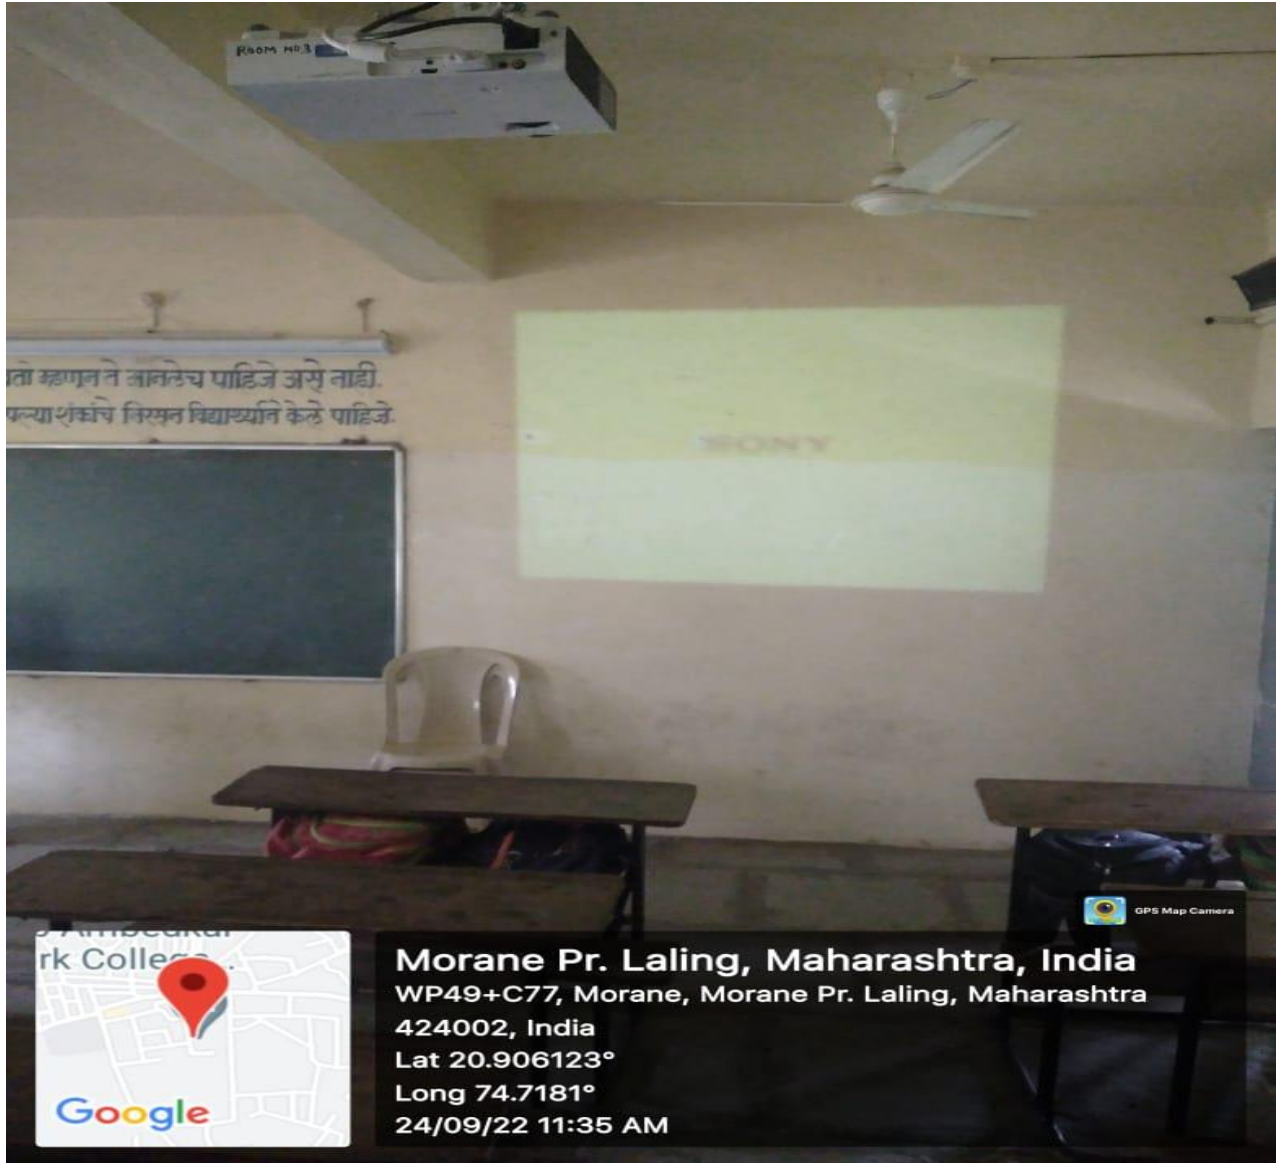 ROOM NO.3
तो म्हणून ते मानलेच पाहिजे असे नाही.
पल्या शंकांचे निरसन विद्यार्थ्याने केले पाहिजे.
SONY
GPS Map Camera
rk College..
Google
Morane Pr. Laling, Maharashtra, India
WP49+C77, Morane, Morane Pr. Laling, Maharashtra
424002, India
Lat 20.906123°
Long 74.7181°
24/09/22 11:35 AM